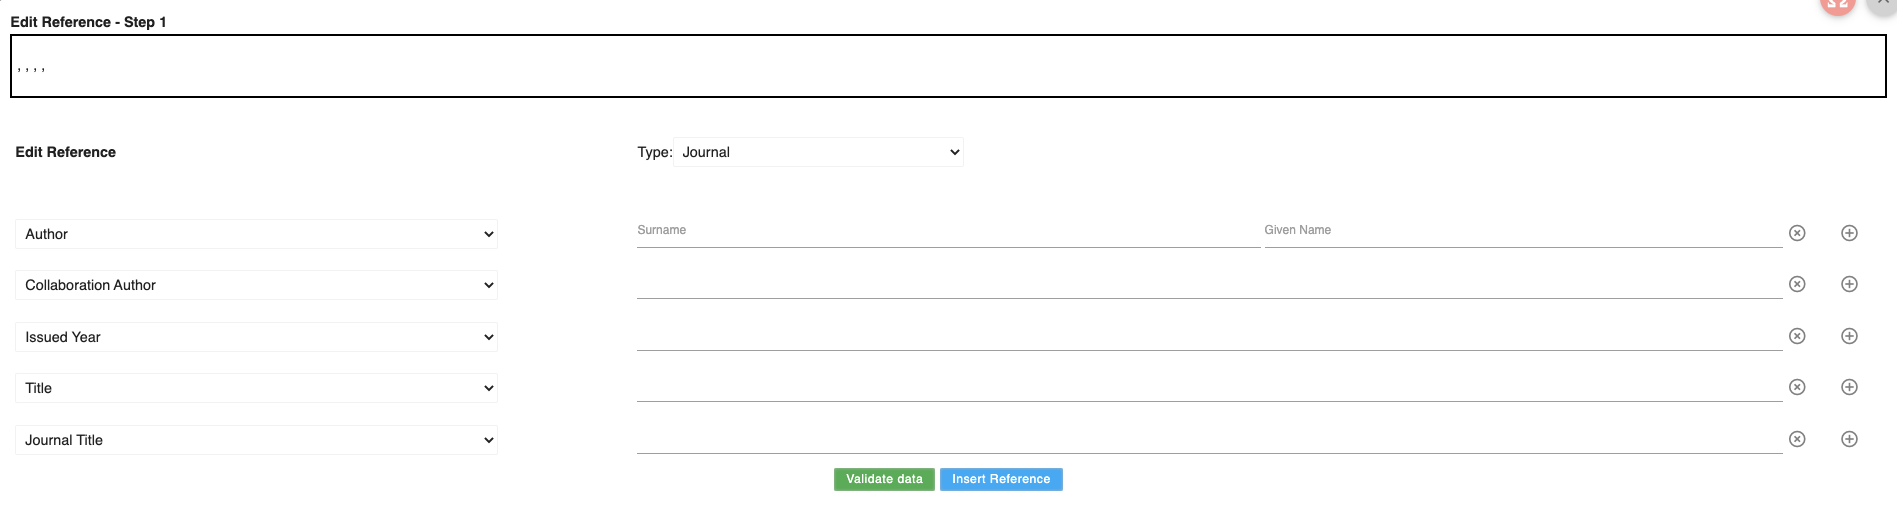 Edit Reference - Step 1
, , , ,
Edit Reference
Type: Journal
Author
Surname
Given Name
Collaboration Author
Issued Year
Title
Journal Title
Validate data
Insert Reference